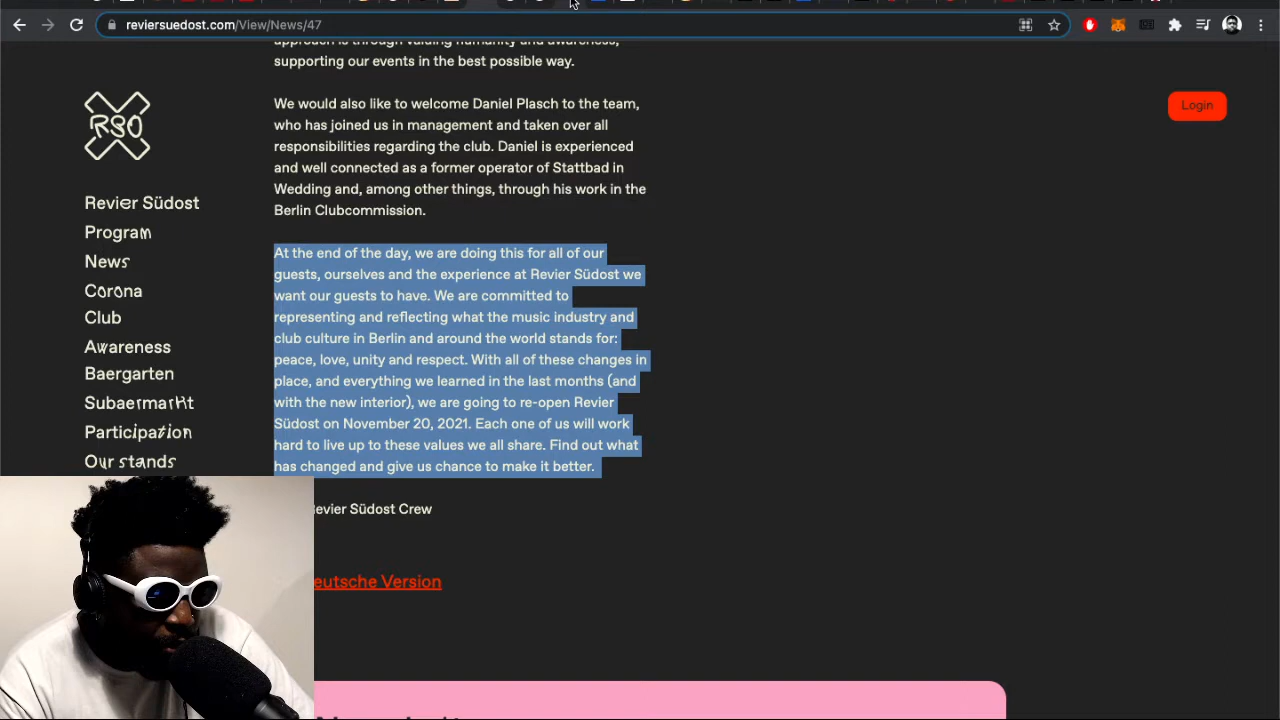 reviersuedost.com/View/News/47
approach is through valuing humanity and awareness,
supporting our events in the best possible way.
We would also like to welcome Daniel Plasch to the team,
who has joined us in management and taken over all
responsibilities regarding the club. Daniel is experienced
and well connected as a former operator of Stattbad in
Wedding and, among other things, through his work in the
Berlin Clubcommission.
At the end of the day, we are doing this for all of our
guests, ourselves and the experience at Revier Südost we
want our guests to have. We are committed to
representing and reflecting what the music industry and
club culture in Berlin and around the world stands for:
peace, love, unity and respect. With all of these changes in
place, and everything we learned in the last months (and
with the new interior), we are going to re-open Revier
Südost on November 20, 2021. Each one of us will work
hard to live up to these values we all share. Find out what
has changed and give us chance to make it better.
Revier Südost Crew
Deutsche Version
RSO
Revier Südost
Program
News
Corona
Club
Awareness
Baergarten
Subaermarkt
Participation
Our stands
Login